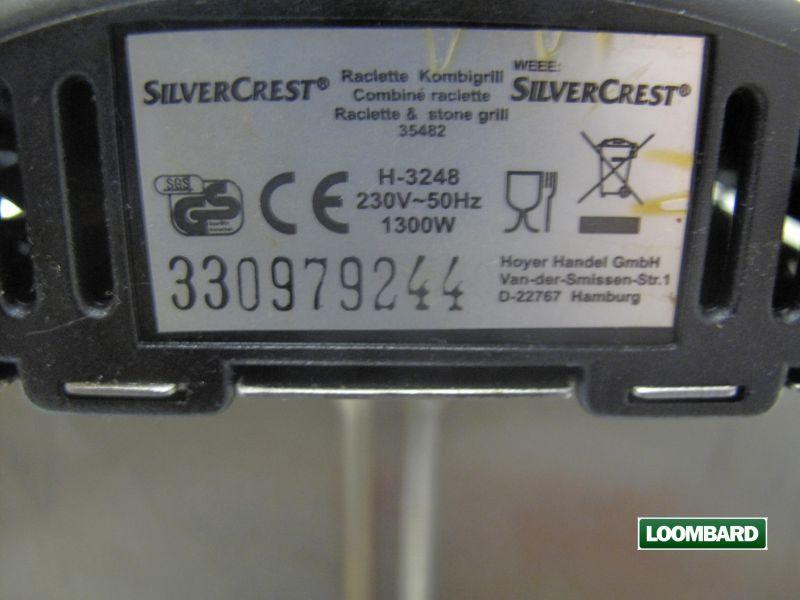 SILVERCREST®
Raclette Kombigrill
Combiné raclette
Raclette & stone grill
35482
WEEE:
SILVERCREST®
SGS
GS
CE
H-3248
230V~50Hz
1300W
330979244
Hoyer Handel GmbH
Van-der-Smissen-Str.1
D-22767 Hamburg
LOOMBARD